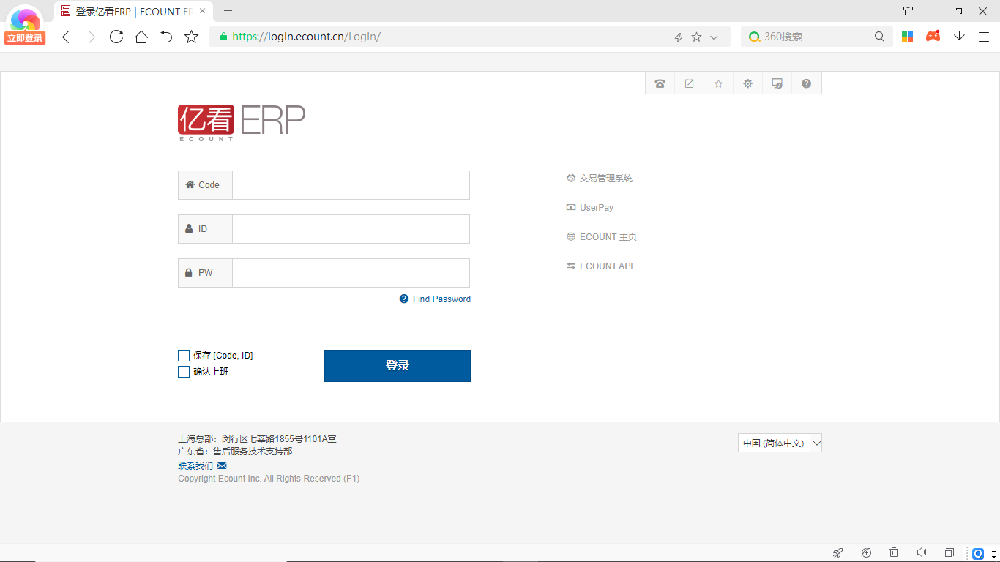 登录亿看ERP | ECOUNT ER
立即登录
https://login.ecount.cn/Login/
360搜索
亿看 ERP
ECOUNT
Code
交易管理系统
UserPay
ID
ECOUNT 主页
PW
ECOUNT API
Find Password
保存 [Code, ID]
确认上班
登录
上海总部：闵行区七莘路1855号1101A室
广东省：售后服务技术支持部
联系我们
Copyright Ecount Inc. All Rights Reserved (F1)
中国 (简体中文)